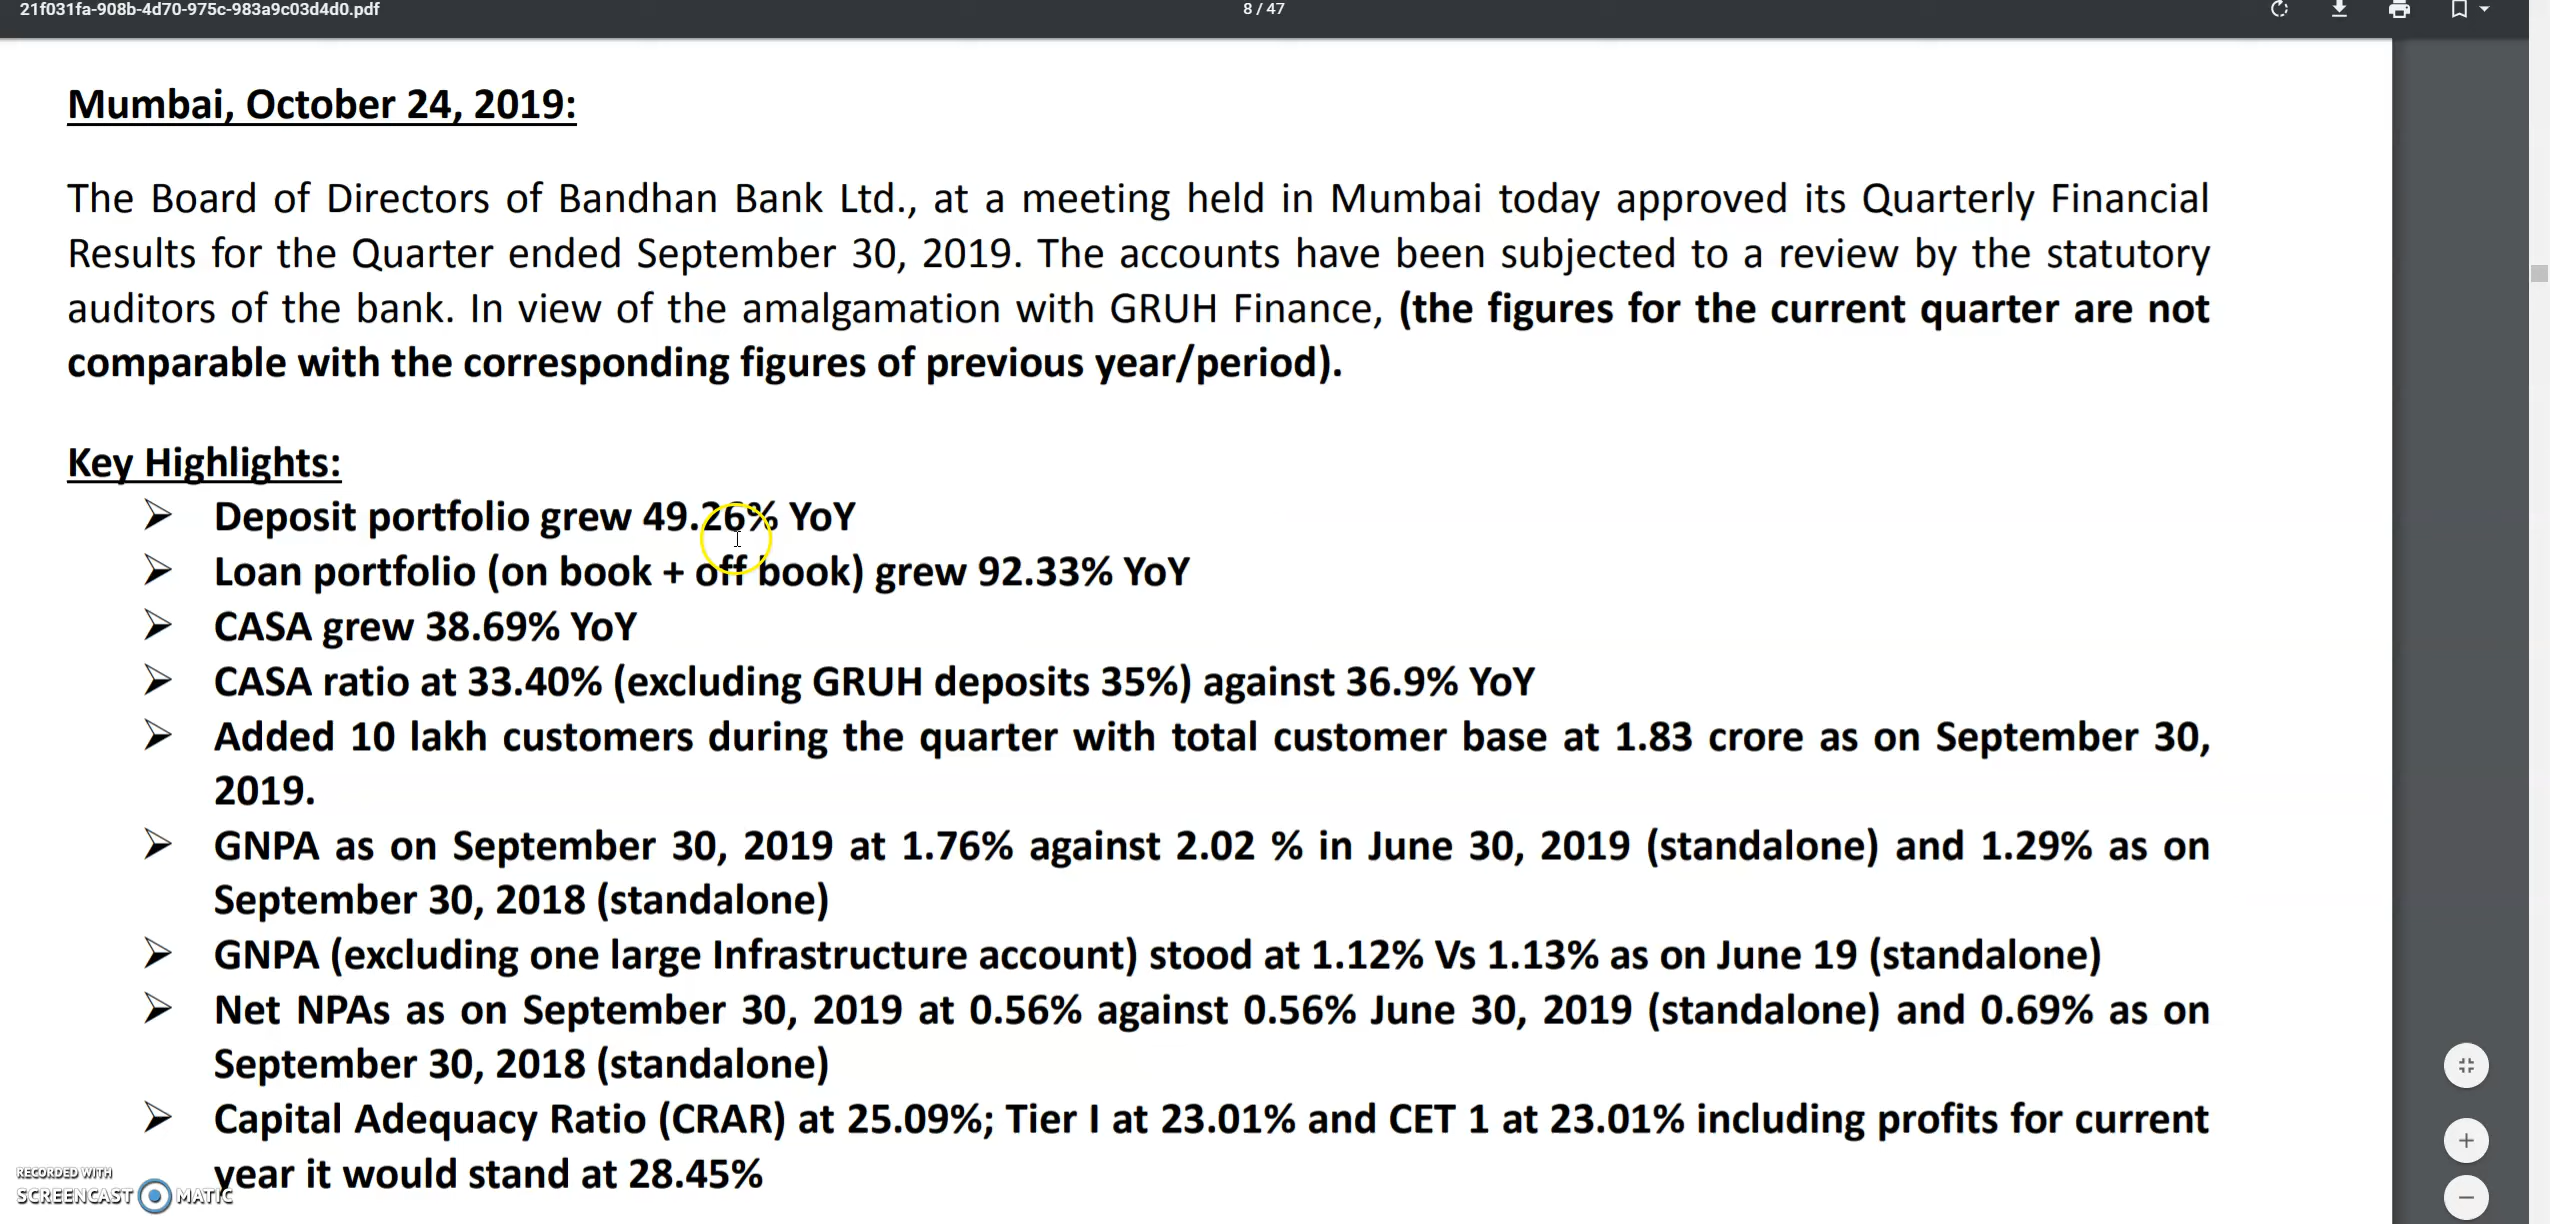 21f031fa-908b-4d70-975c-983a9c03d4d0.pdf
8 / 47
Mumbai, October 24, 2019:
The Board of Directors of Bandhan Bank Ltd., at a meeting held in Mumbai today approved its Quarterly Financial
Results for the Quarter ended September 30, 2019. The accounts have been subjected to a review by the statutory
auditors of the bank. In view of the amalgamation with GRUH Finance, (the figures for the current quarter are not
comparable with the corresponding figures of previous year/period).
Key Highlights:
➢ Deposit portfolio grew 49.26% YoY
➢ Loan portfolio (on book + off book) grew 92.33% YoY
➢ CASA grew 38.69% YoY
➢ CASA ratio at 33.40% (excluding GRUH deposits 35%) against 36.9% YoY
➢ Added 10 lakh customers during the quarter with total customer base at 1.83 crore as on September 30,
2019.
➢ GNPA as on September 30, 2019 at 1.76% against 2.02 % in June 30, 2019 (standalone) and 1.29% as on
September 30, 2018 (standalone)
➢ GNPA (excluding one large Infrastructure account) stood at 1.12% Vs 1.13% as on June 19 (standalone)
➢ Net NPAs as on September 30, 2019 at 0.56% against 0.56% June 30, 2019 (standalone) and 0.69% as on
September 30, 2018 (standalone)
➢ Capital Adequacy Ratio (CRAR) at 25.09%; Tier I at 23.01% and CET 1 at 23.01% including profits for current
year it would stand at 28.45%
RECORDED WITH
SCREENCAST MATIC